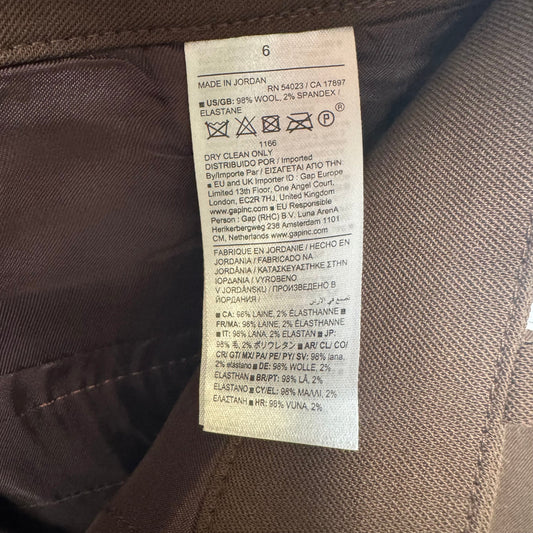 6
MADE IN JORDAN
RN 54023 / CA 17897
■ US/GB: 98% WOOL, 2% SPANDEX /
ELASTANE
P ®
1166
DRY CLEAN ONLY
DISTRIBUIDO POR / Imported
By/Importe Par / ΕΙΣΑΓΕΤΑΙ ΑΠΟ ΤΗΝ
■ EU and UK Importer ID : Gap Europe
Limited 13th Floor, One Angel Court,
London, EC2R 7HJ, United Kingdom
www.gapinc.com ■ EU Responsible
Person : Gap (RHC) B.V. Luna ArenA
Herikerbergweg 238 Amsterdam 1101
CM, Netherlands www.gapinc.com
FABRIQUE EN JORDANIE / HECHO EN
JORDANIA / FABRICADO NA
JORDANIA / ΚΑΤΑΣΚΕΥΑΣΤΗΚΕ ΣΤΗΝ
ΙΟΡΔΑΝΙΑ / VYROBENO
V JORDÁNSKU / ПРОИЗВЕДЕНО В
ЙОРДАНИЯ / صنع في الأردن
■ CA: 98% LAINE, 2% ÉLASTHANNE ■
FR/MA: 98% LAINE, 2% ÉLASTHANNE
■ IT: 98% LANA, 2% ELASTAN ■ JP:
98% 毛, 2% ポリウレタン ■ AR/ CL/ CO/
CR/ GT/ MX/ PA/ PE/ PY/ SV: 98% lana,
2% elastano ■ DE: 98% WOLLE, 2%
ELASTHAN ■ BR/PT: 98% LÃ, 2%
ELASTANO ■ CY/EL: 98% ΜΑΛΛΙ, 2%
ΕΛΑΣΤΑΝΗ ■ HR: 98% VUNA, 2%